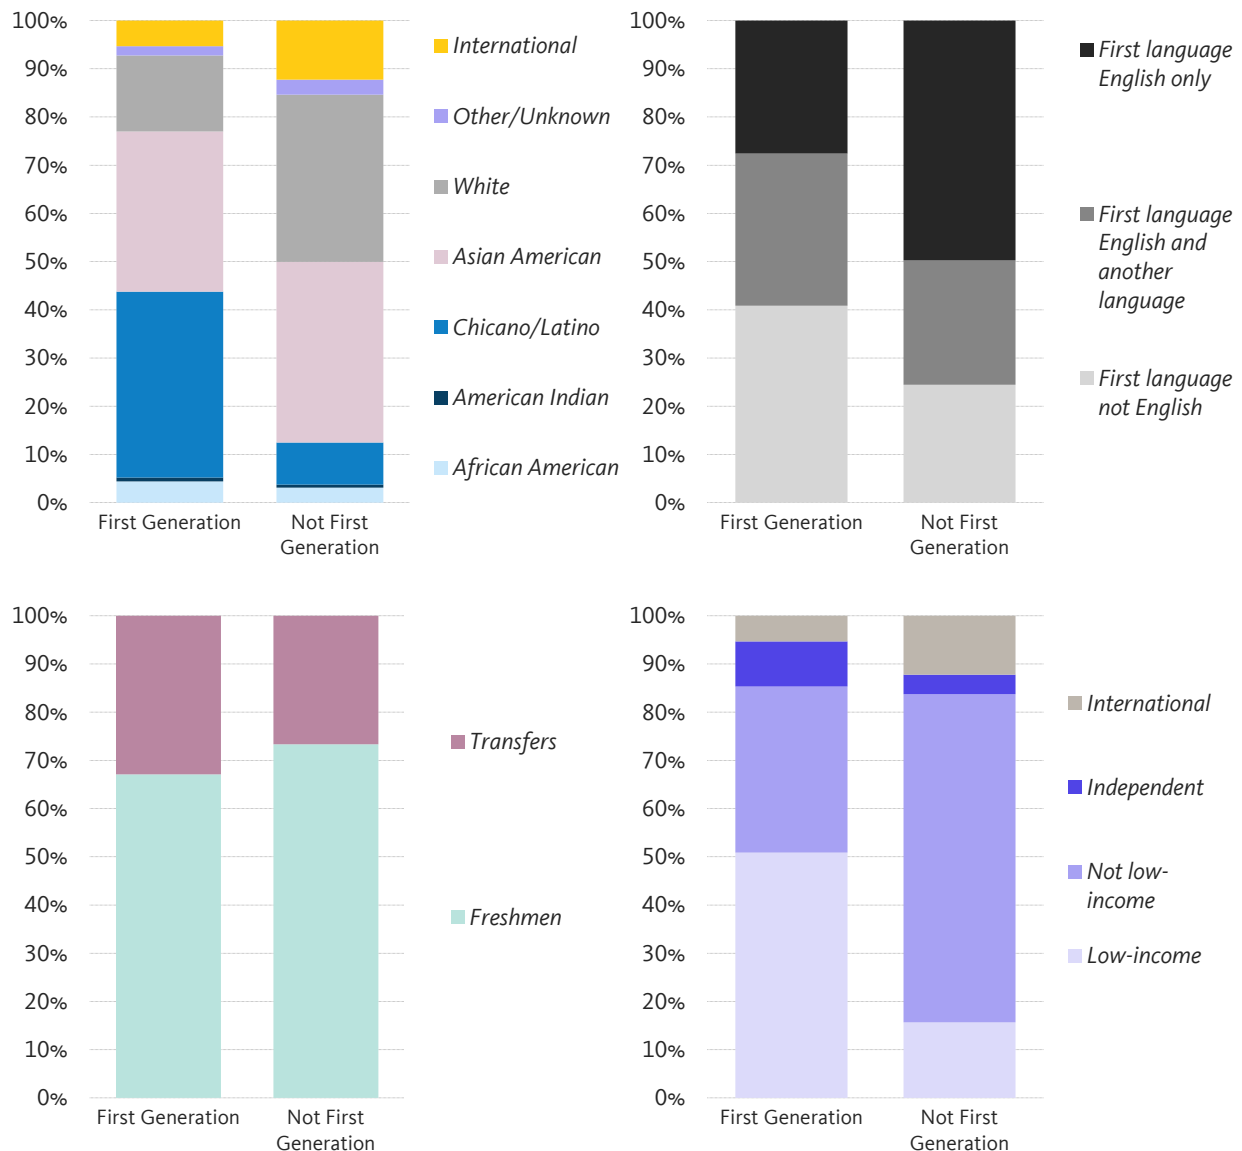 100%
90%
80%
70%
60%
50%
40%
30%
20%
10%
0%
First Generation
Not First
Generation
International
Other/Unknown
White
Asian American
Chicano/Latino
American Indian
African American
100%
90%
80%
70%
60%
50%
40%
30%
20%
10%
0%
First Generation
Not First
Generation
First language
English only
First language
English and
another
language
First language
not English
100%
90%
80%
70%
60%
50%
40%
30%
20%
10%
0%
First Generation
Not First
Generation
Transfers
Freshmen
100%
90%
80%
70%
60%
50%
40%
30%
20%
10%
0%
First Generation
Not First
Generation
International
Independent
Not low-
income
Low-income